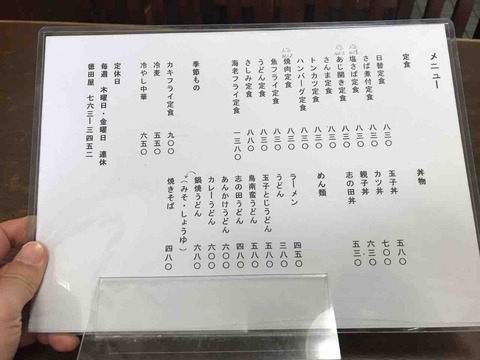 メニュー
定食
日替定食 八三〇
さば煮付定食 八三〇
塩さば定食 八三〇
あじ開き定食 八三〇
さんま定食 八三〇
トンカツ定食 八三〇
ハンバーグ定食 八三〇
焼肉定食 八三〇
魚フライ定食 八三〇
うどん定食 八三〇
さしみ定食 八八〇
海老フライ定食 一三八〇
季節もの
カキフライ定食 九〇〇
冷麦 五五〇
冷やし中華 六五〇
定休日
毎週 木曜日・金曜日 連休
徳田屋 七六三ー三四五二
丼物
玉子丼 五八〇
カツ丼 七〇〇
親子丼 六三〇
志の田丼 五三〇
めん類
ラーメン 四五〇
うどん 三八〇
玉子とじうどん 五八〇
鳥南蛮うどん 五八〇
志の田うどん 四八〇
あんかけうどん 六〇〇
カレーうどん 六八〇
鍋焼うどん 六八〇
(みそ・しょうゆ)
焼きそば 四八〇